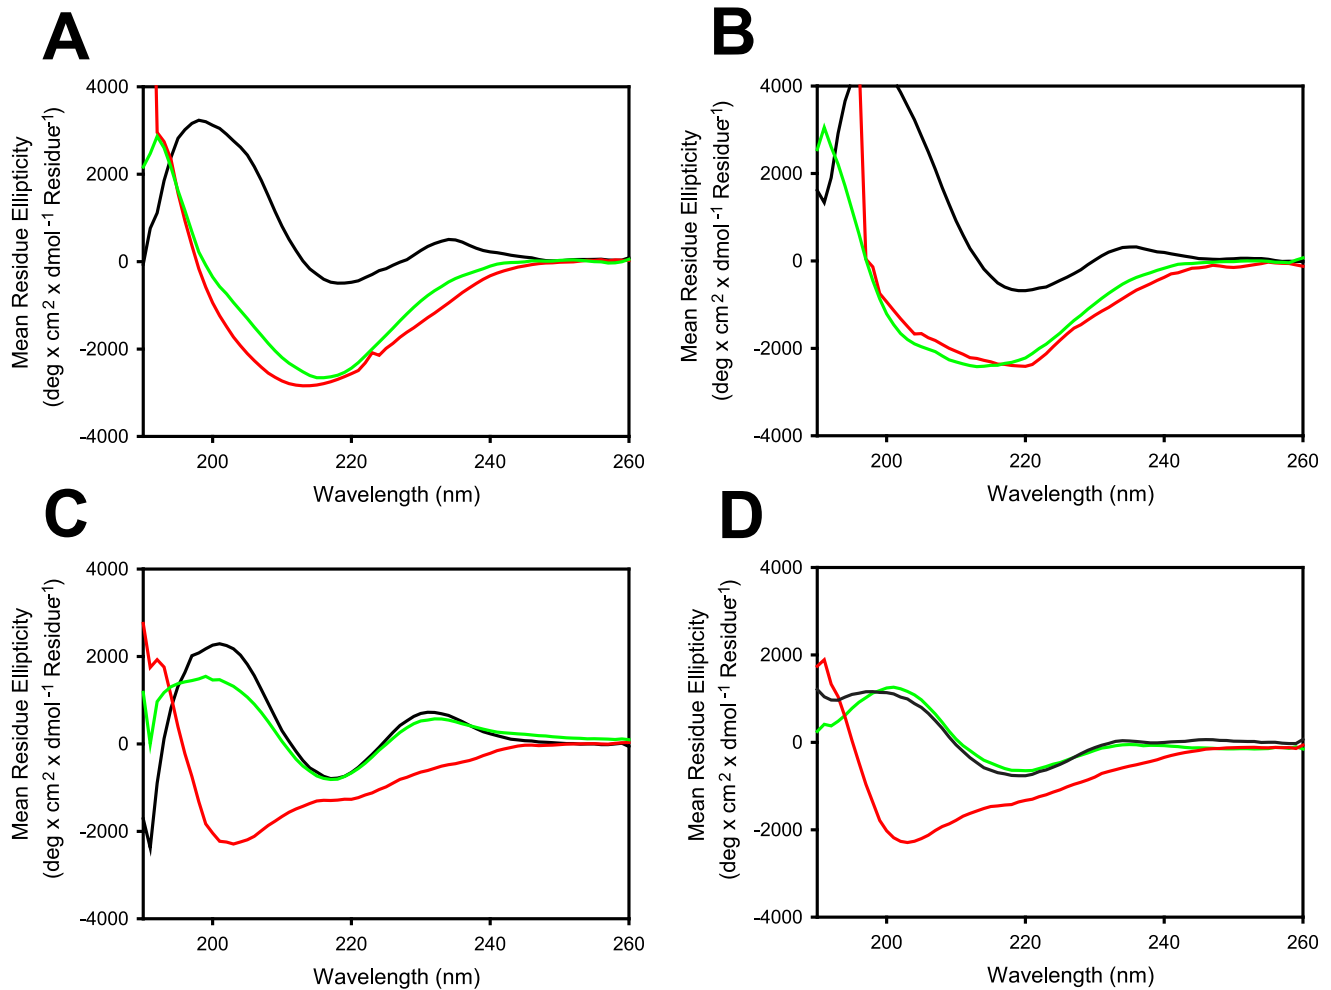 A
4000
2000
0
-2000
-4000
Mean Residue Ellipticity
(deg x cm2 x dmol-1 Residue-1)
200
220
240
260
Wavelength (nm)
B
4000
2000
0
-2000
-4000
Mean Residue Ellipticity
(deg x cm2 x dmol-1 Residue-1)
200
220
240
260
Wavelength (nm)
C
4000
2000
0
-2000
-4000
Mean Residue Ellipticity
(deg x cm2 x dmol-1 Residue-1)
200
220
240
260
Wavelength (nm)
D
4000
2000
0
-2000
-4000
Mean Residue Ellipticity
(deg x cm2 x dmol-1 Residue-1)
200
220
240
260
Wavelength (nm)